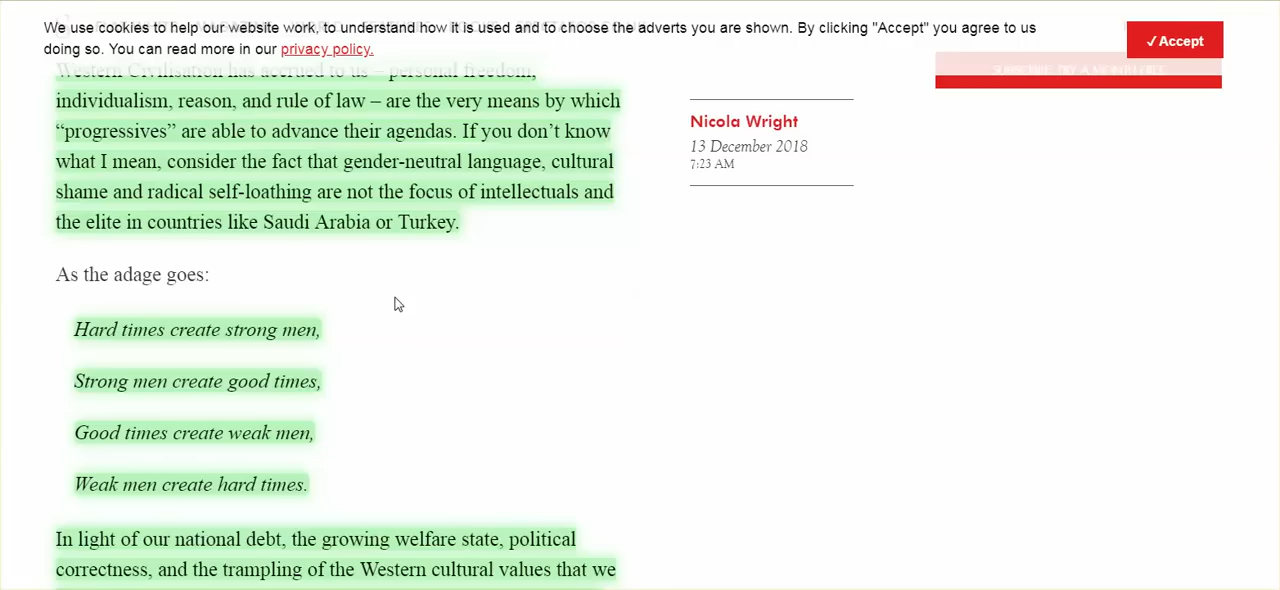 We use cookies to help our website work, to understand how it is used and to choose the adverts you are shown. By clicking "Accept" you agree to us
doing so. You can read more in our privacy policy.
✓Accept
Western Civilisation has accrued to us – personal freedom,
individualism, reason, and rule of law – are the very means by which
“progressives” are able to advance their agendas. If you don’t know
what I mean, consider the fact that gender-neutral language, cultural
shame and radical self-loathing are not the focus of intellectuals and
the elite in countries like Saudi Arabia or Turkey.
Nicola Wright
13 December 2018
7:23 AM
As the adage goes:
Hard times create strong men,
Strong men create good times,
Good times create weak men,
Weak men create hard times.
In light of our national debt, the growing welfare state, political
correctness, and the trampling of the Western cultural values that we